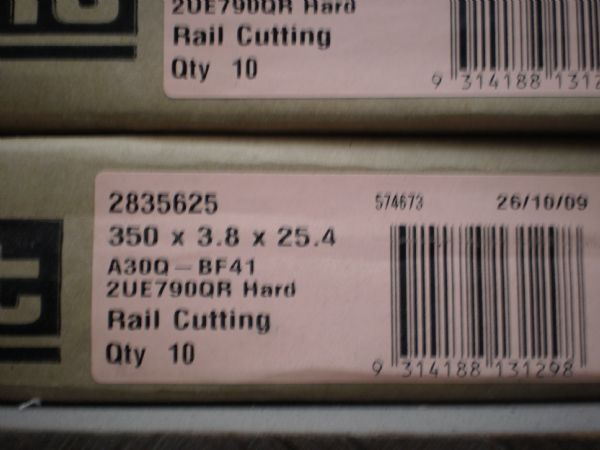 2UE790QR Hard
Rail Cutting
Qty 10
9 314188 1312
2835625 574673 26/10/09
350 x 3.8 x 25.4
A30Q-BF41
2UE790QR Hard
Rail Cutting
Qty 10
9 314188 131298